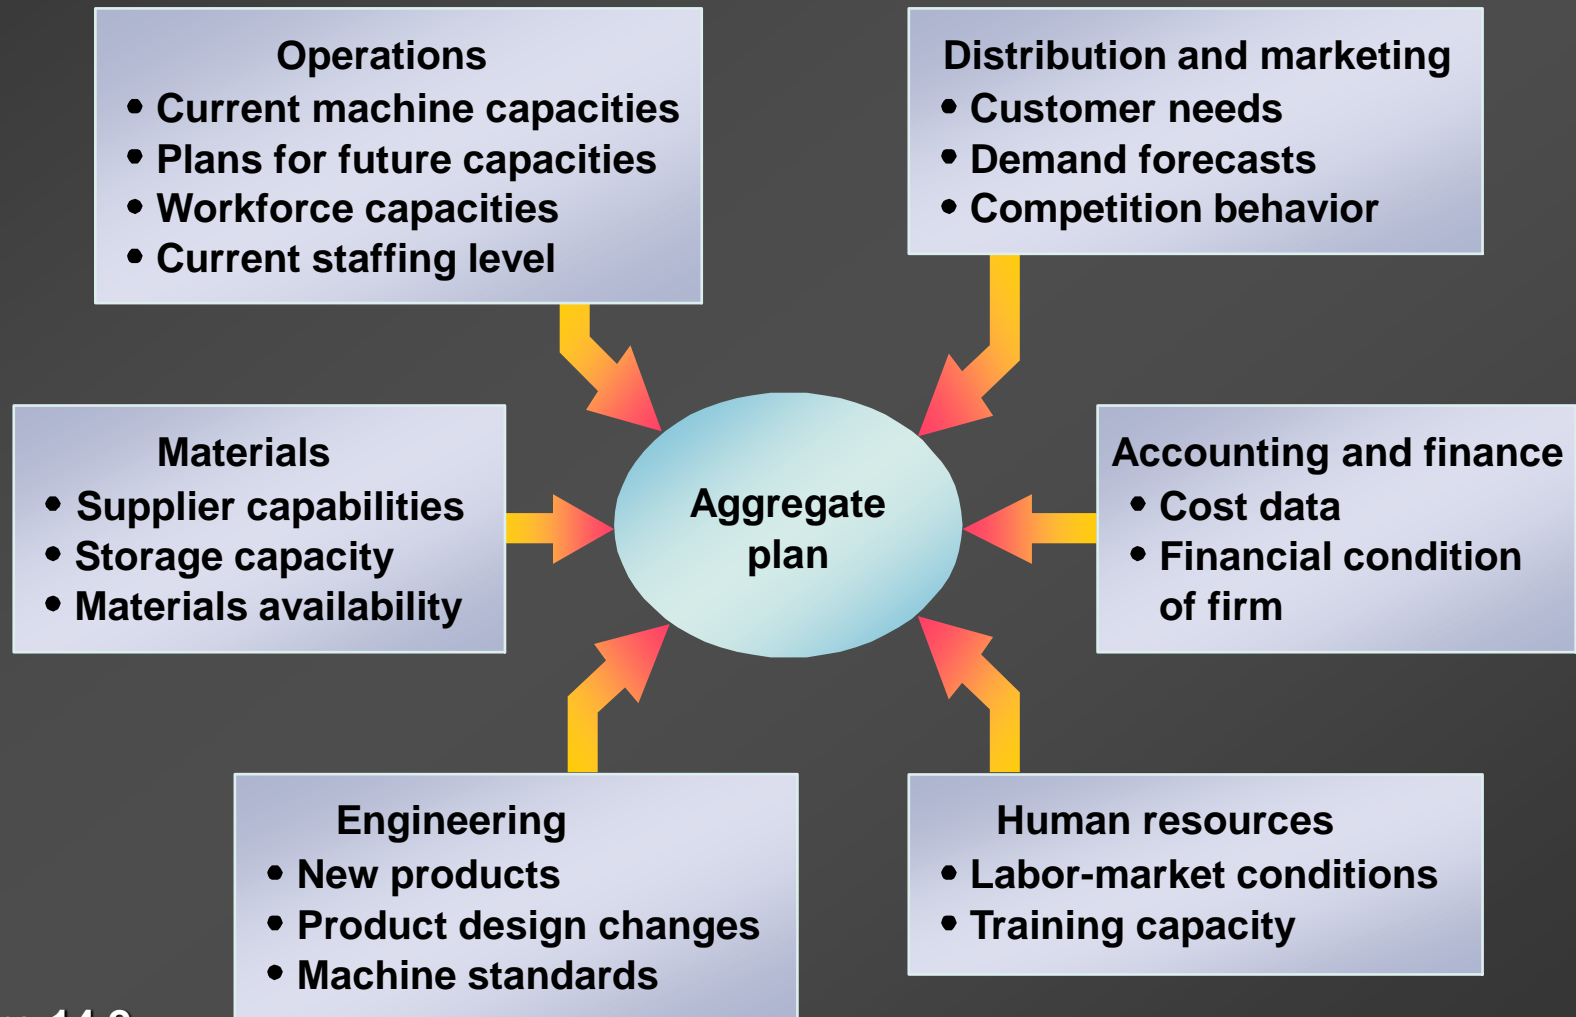 Operations
• Current machine capacities
• Plans for future capacities
• Workforce capacities
• Current staffing level
Distribution and marketing
• Customer needs
• Demand forecasts
• Competition behavior
Materials
• Supplier capabilities
• Storage capacity
• Materials availability
Aggregate
plan
Accounting and finance
• Cost data
• Financial condition
of firm
Engineering
• New products
• Product design changes
• Machine standards
Human resources
• Labor-market conditions
• Training capacity